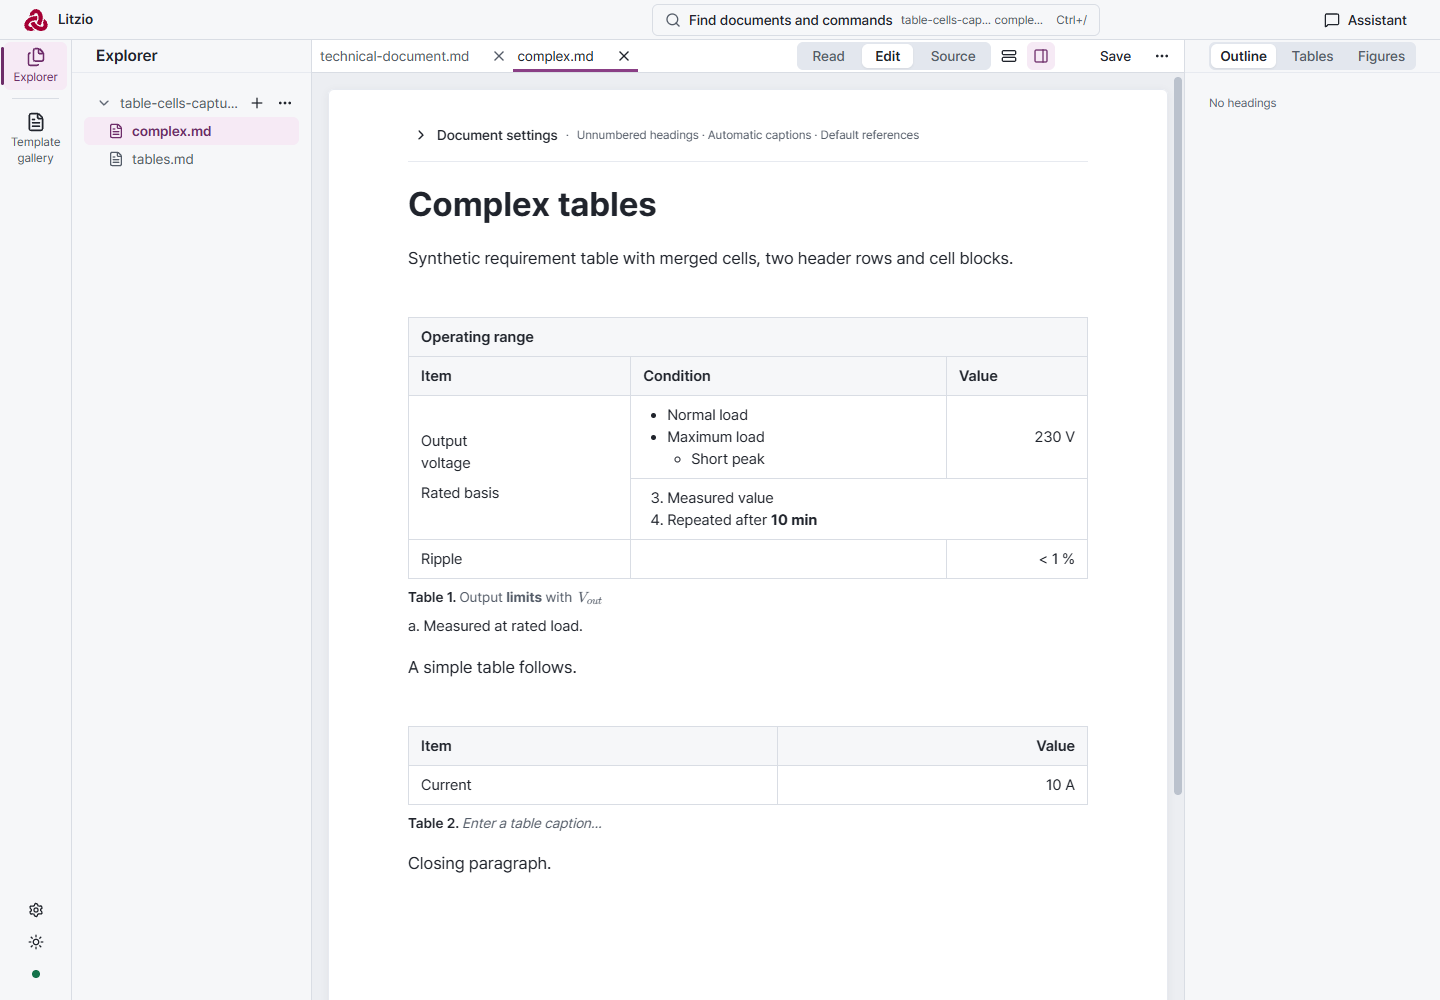 Litzio
Find documents and commands table-cells-cap... comple... Ctrl+/
Assistant
Explorer
Template
gallery
Explorer
table-cells-captu...
complex.md
tables.md
technical-document.md
complex.md
Read Edit Source
Save
Outline Tables Figures
No headings
Document settings · Unnumbered headings · Automatic captions · Default references
Complex tables
Synthetic requirement table with merged cells, two header rows and cell blocks.
Operating range
Item Condition Value
Output
voltage
Rated basis
• Normal load
• Maximum load
◦ Short peak
230 V
3. Measured value
4. Repeated after 10 min
Ripple < 1 %
Table 1. Output limits with Vout
a. Measured at rated load.
A simple table follows.
Item Value
Current 10 A
Table 2. Enter a table caption...
Closing paragraph.